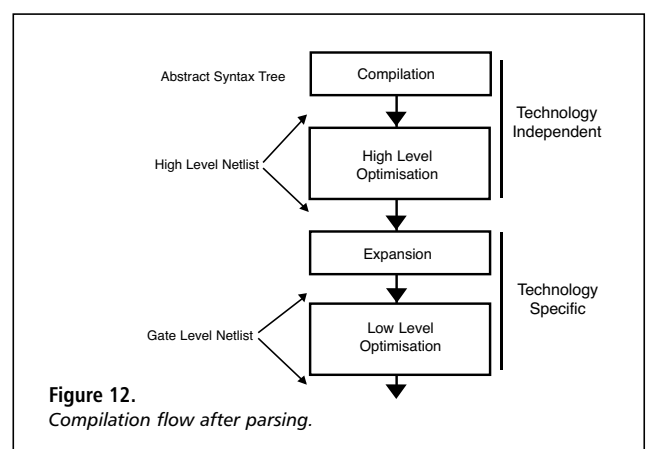 Abstract Syntax Tree
Compilation
Technology
Independent
High Level Netlist
High Level
Optimisation
Expansion
Technology
Specific
Gate Level Netlist
Low Level
Optimisation
Figure 12.
Compilation flow after parsing.